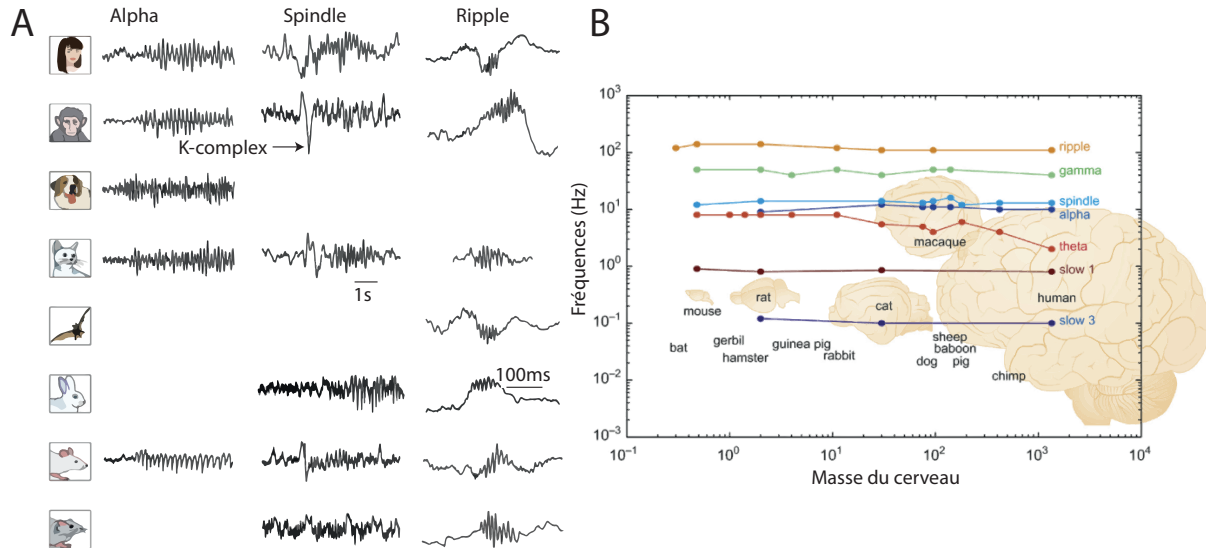 A
Alpha
Spindle
Ripple
K-complex
1s
100ms
B
Fréquences (Hz)
10³
10²
10¹
10⁰
10⁻¹
10⁻²
10⁻³
ripple
gamma
spindle
alpha
theta
slow 1
slow 3
macaque
human
mouse
rat
cat
bat
gerbil
hamster
guinea pig
rabbit
sheep
baboon
dog
pig
chimp
10⁻¹
10⁰
10¹
10²
10³
10⁴
Masse du cerveau